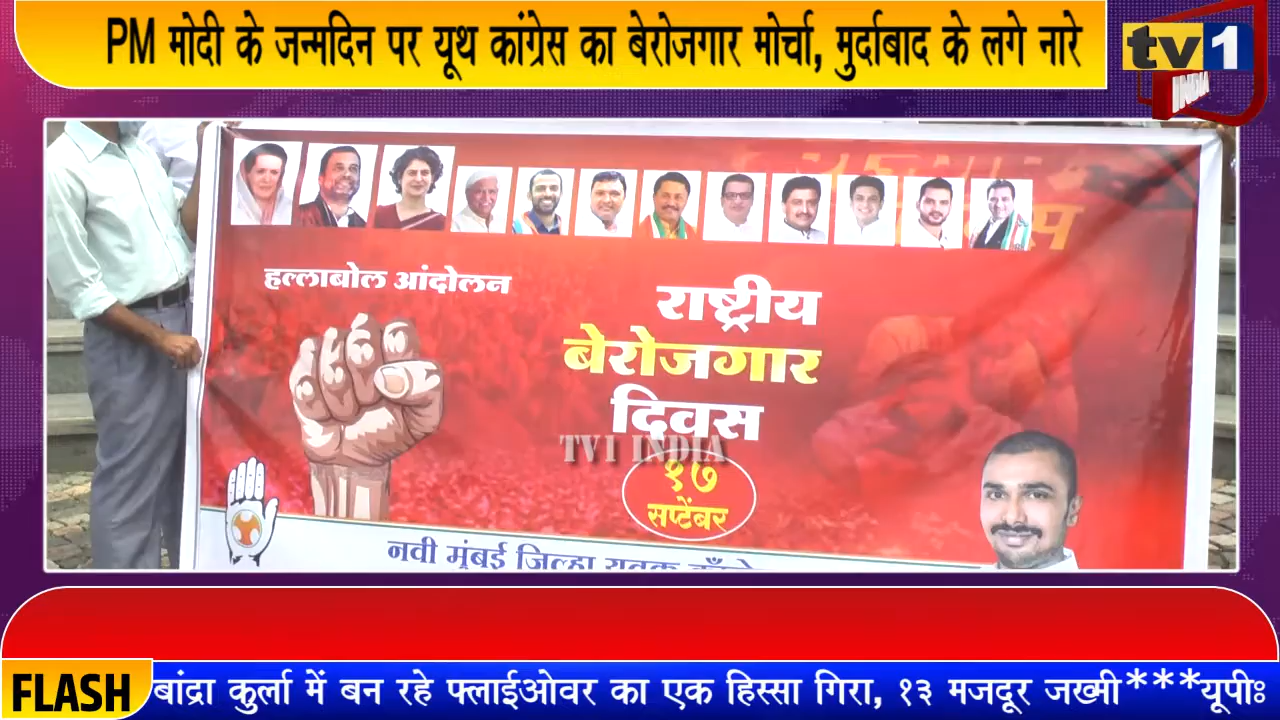 PM मोदी के जन्मदिन पर यूथ कांग्रेस का बेरोजगार मोर्चा, मुर्दाबाद के लगे नारे
tv1
INDIA
हल्लाबोल आंदोलन
राष्ट्रीय
बेरोजगार
दिवस
TV1 INDIA
१७
सप्टेंबर
नवी मुंबई जिल्हा युवक
FLASH बांद्रा कुर्ला में बन रहे फ्लाईओवर का एक हिस्सा गिरा, १३ मजदूर जख्मी***यूपीः